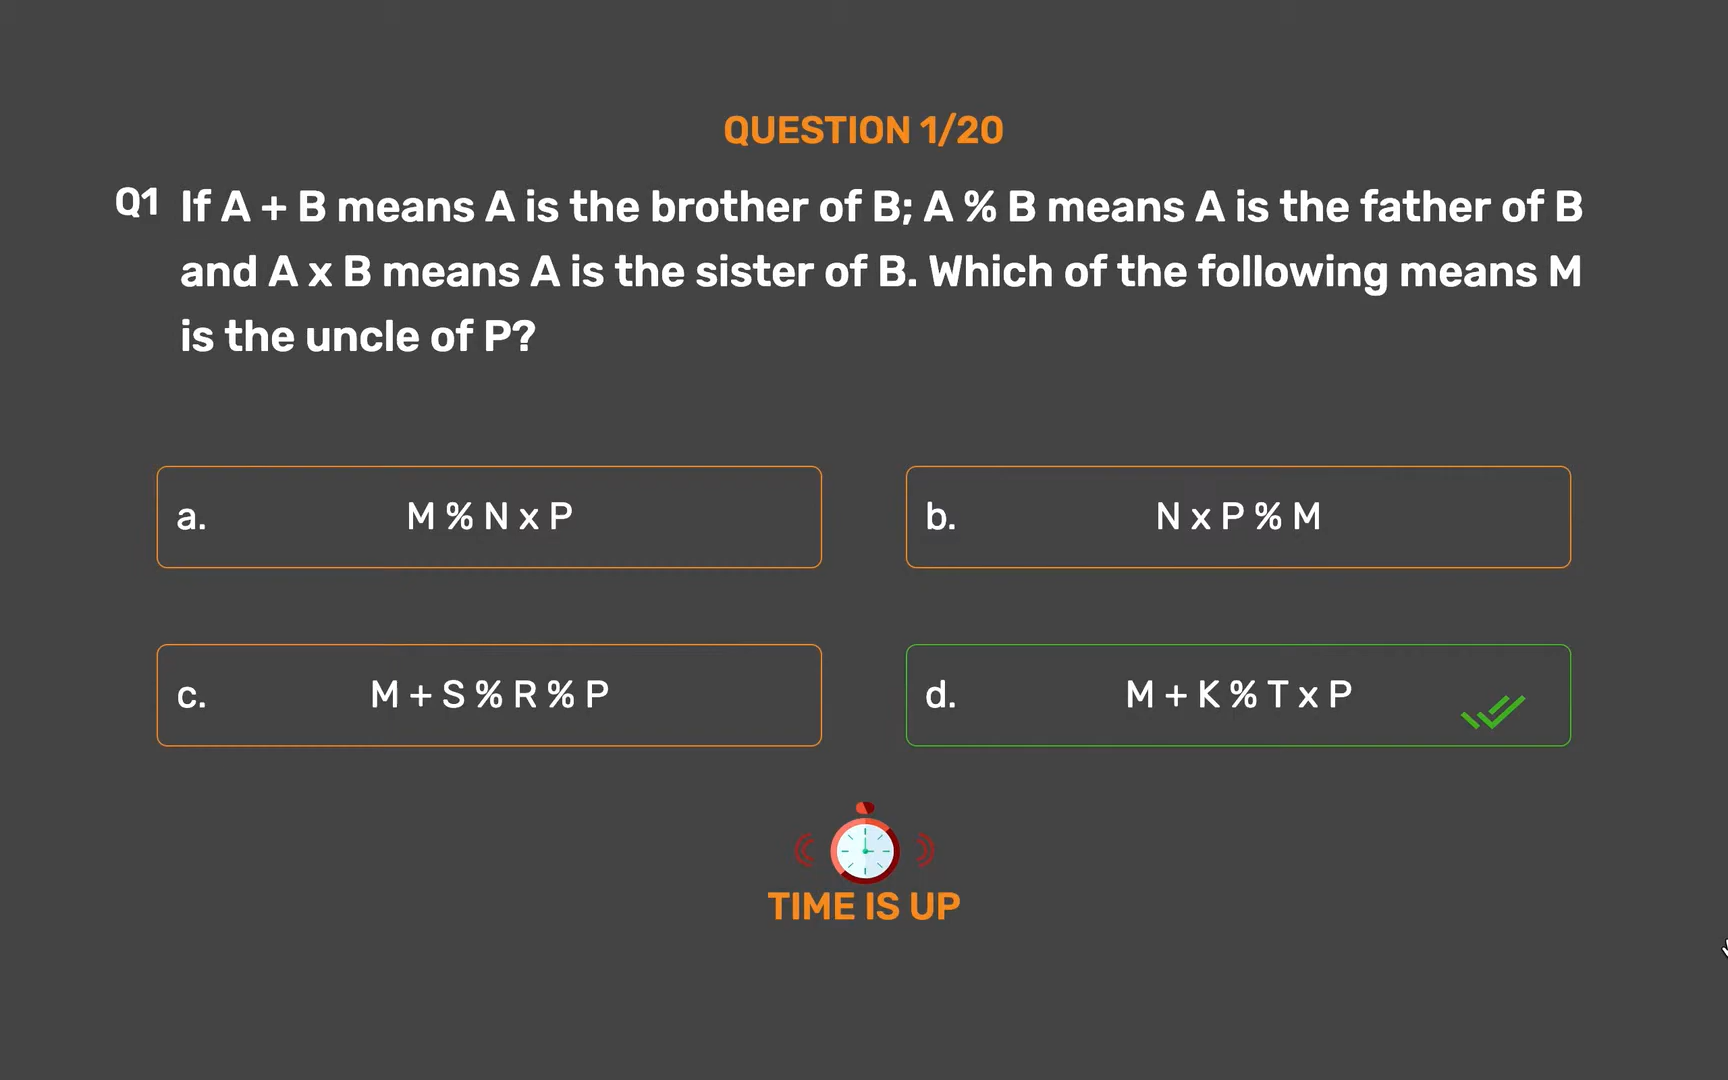 QUESTION 1/20
Q1 If A + B means A is the brother of B; A % B means A is the father of B
and A x B means A is the sister of B. Which of the following means M
is the uncle of P?
a. M % N x P
b. N x P % M
c. M + S % R % P
d. M + K % T x P
TIME IS UP